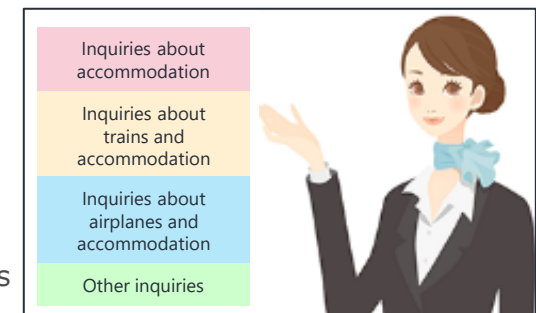 Inquiries about
accommodation
Inquiries about
trains and
accommodation
Inquiries about
airplanes and
accommodation
s
Other inquiries